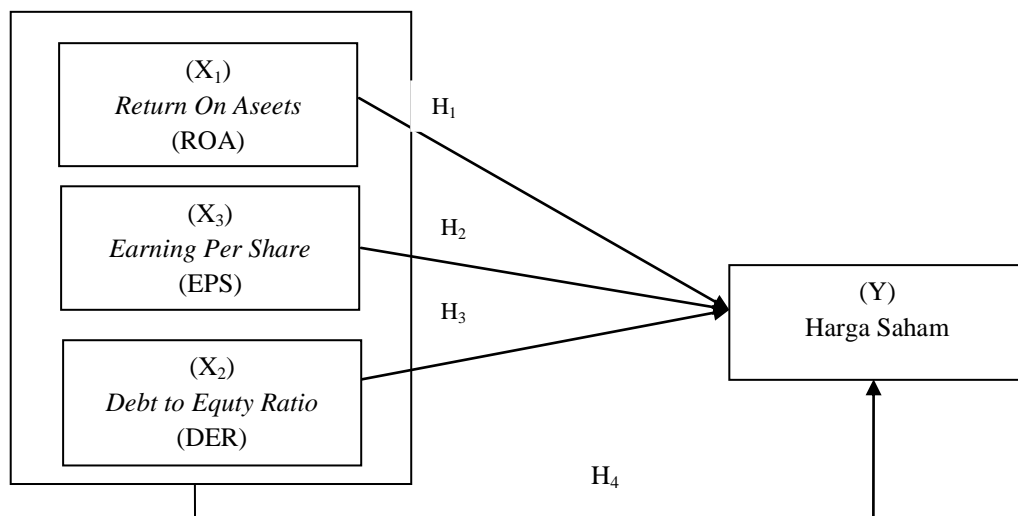 (X₁)
Return On Aseets
(ROA)
H₁
(X₃)
Earning Per Share
(EPS)
H₂
H₃
(Y)
Harga Saham
(X₂)
Debt to Equty Ratio
(DER)
H₄